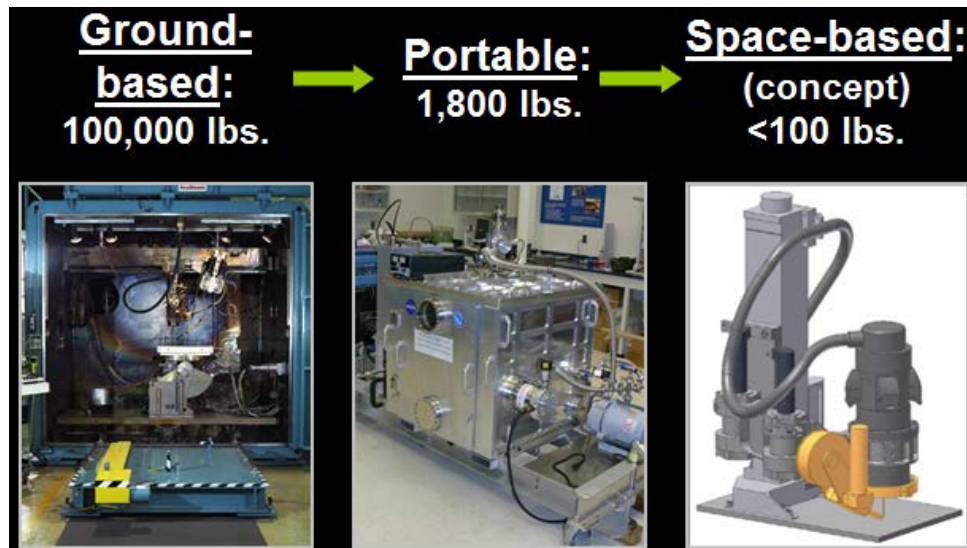 Ground-
based:
100,000 lbs.
Portable:
1,800 lbs.
Space-based:
(concept)
<100 lbs.